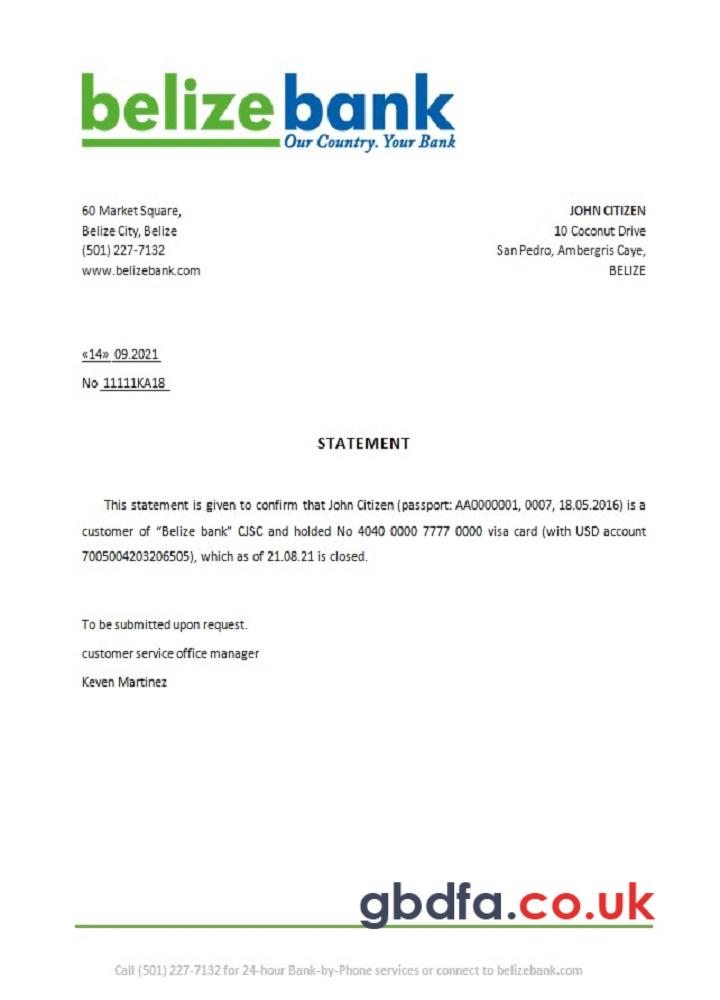 belizebank
Our Country. Your Bank
60 Market Square,
Belize City, Belize
(501) 227-7132
www.belizebank.com
JOHN CITIZEN
10 Coconut Drive
San Pedro, Ambergris Caye,
BELIZE
«14» 09.2021
No 11111KA18
STATEMENT
This statement is given to confirm that John Citizen (passport: AA0000001, 0007, 18.05.2016) is a
customer of “Belize bank” CJSC and holded No 4040 0000 7777 0000 visa card (with USD account
7005004203206505), which as of 21.08.21 is closed.
To be submitted upon request.
customer service office manager
Keven Martinez
gbdfa.co.uk
Call (501) 227-7132 for 24-hour Bank-by-Phone services or connect to belizebank.com